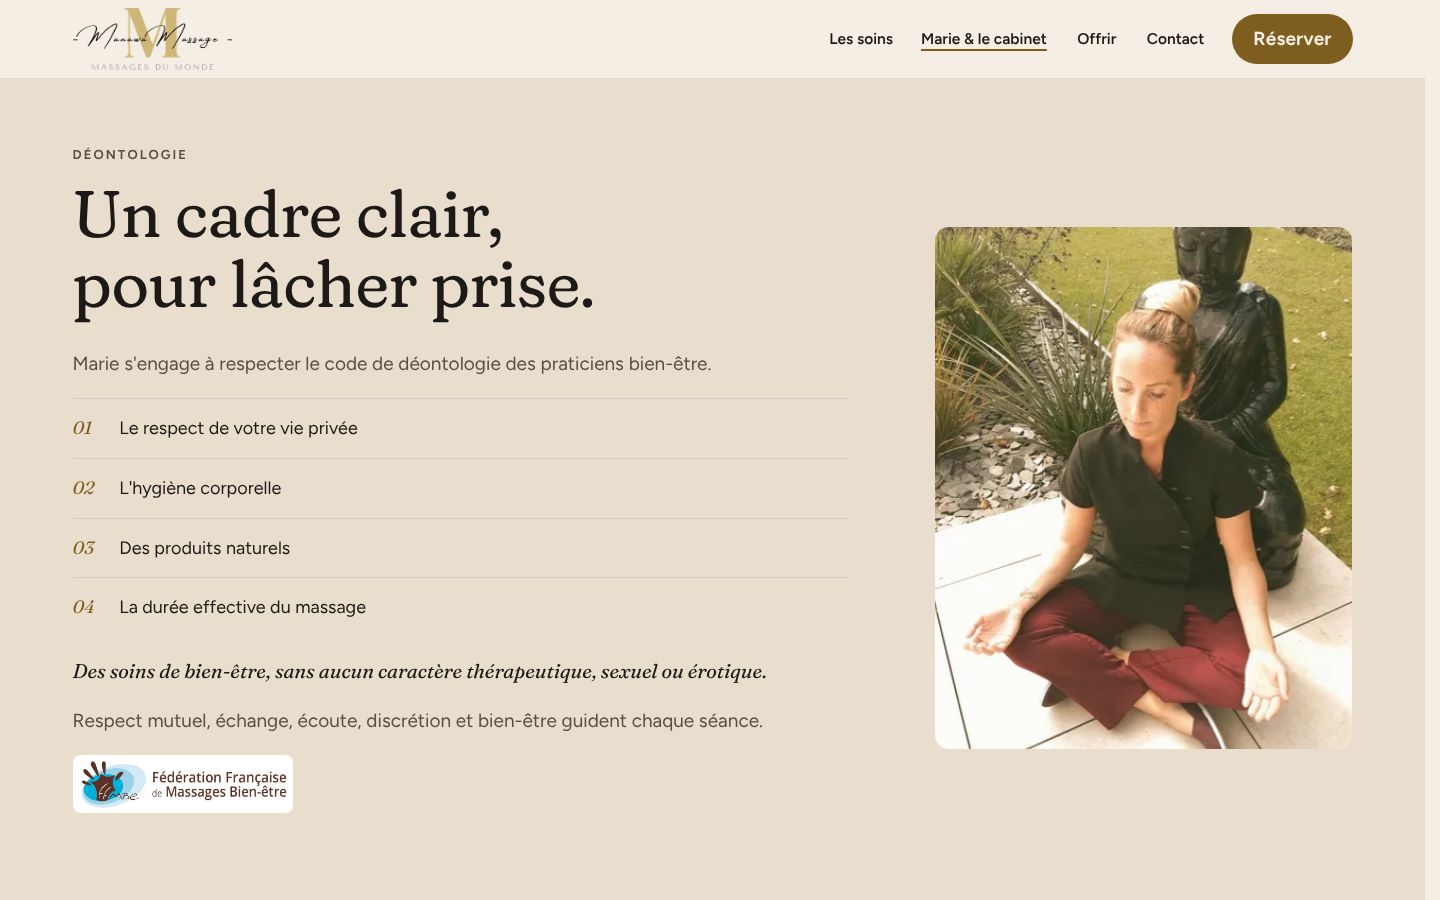 - Manawa Massage -
M
MASSAGES DU MONDE
Les soins
Marie & le cabinet
Offrir
Contact
Réserver
DÉONTOLOGIE
Un cadre clair,
pour lâcher prise.
Marie s'engage à respecter le code de déontologie des praticiens bien-être.
01 Le respect de votre vie privée
02 L'hygiène corporelle
03 Des produits naturels
04 La durée effective du massage
Des soins de bien-être, sans aucun caractère thérapeutique, sexuel ou érotique.
Respect mutuel, échange, écoute, discrétion et bien-être guident chaque séance.
ffmbe
Fédération Française
de Massages Bien-être